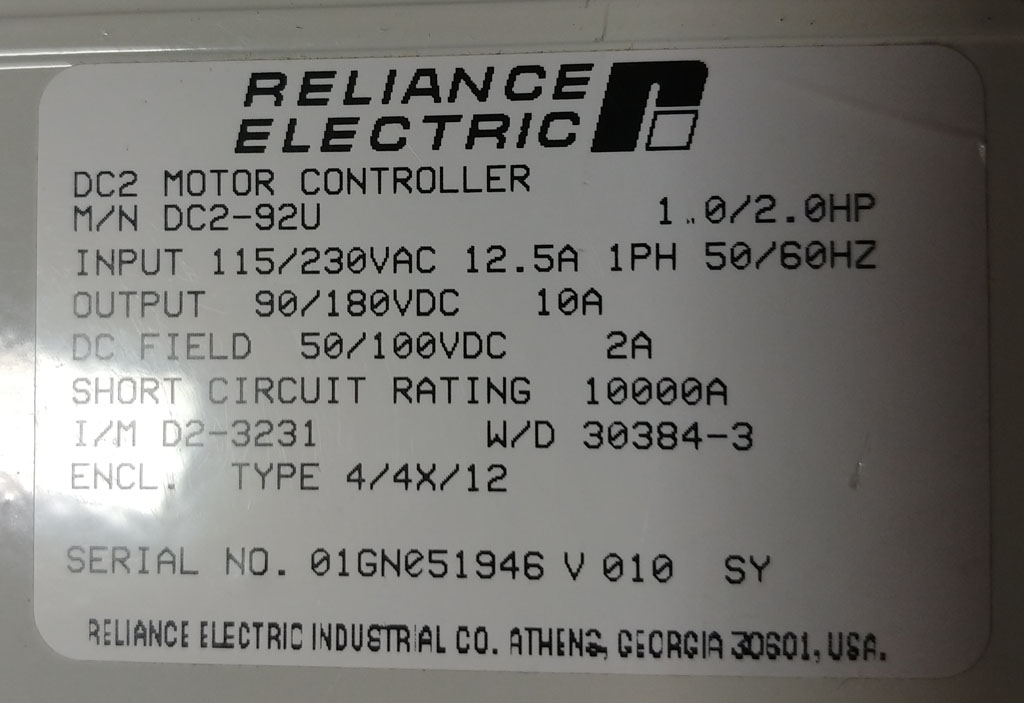 RELIANCE
ELECTRIC
DC2 MOTOR CONTROLLER
M/N DC2-92U 1.0/2.0HP
INPUT 115/230VAC 12.5A 1PH 50/60HZ
OUTPUT 90/180VDC 10A
DC FIELD 50/100VDC 2A
SHORT CIRCUIT RATING 10000A
I/M D2-3231 W/D 30384-3
ENCL. TYPE 4/4X/12
SERIAL NO. 01GN051946 V 010 SY
RELIANCE ELECTRIC INDUSTRIAL CO. ATHENS, GEORGIA 30601, USA.